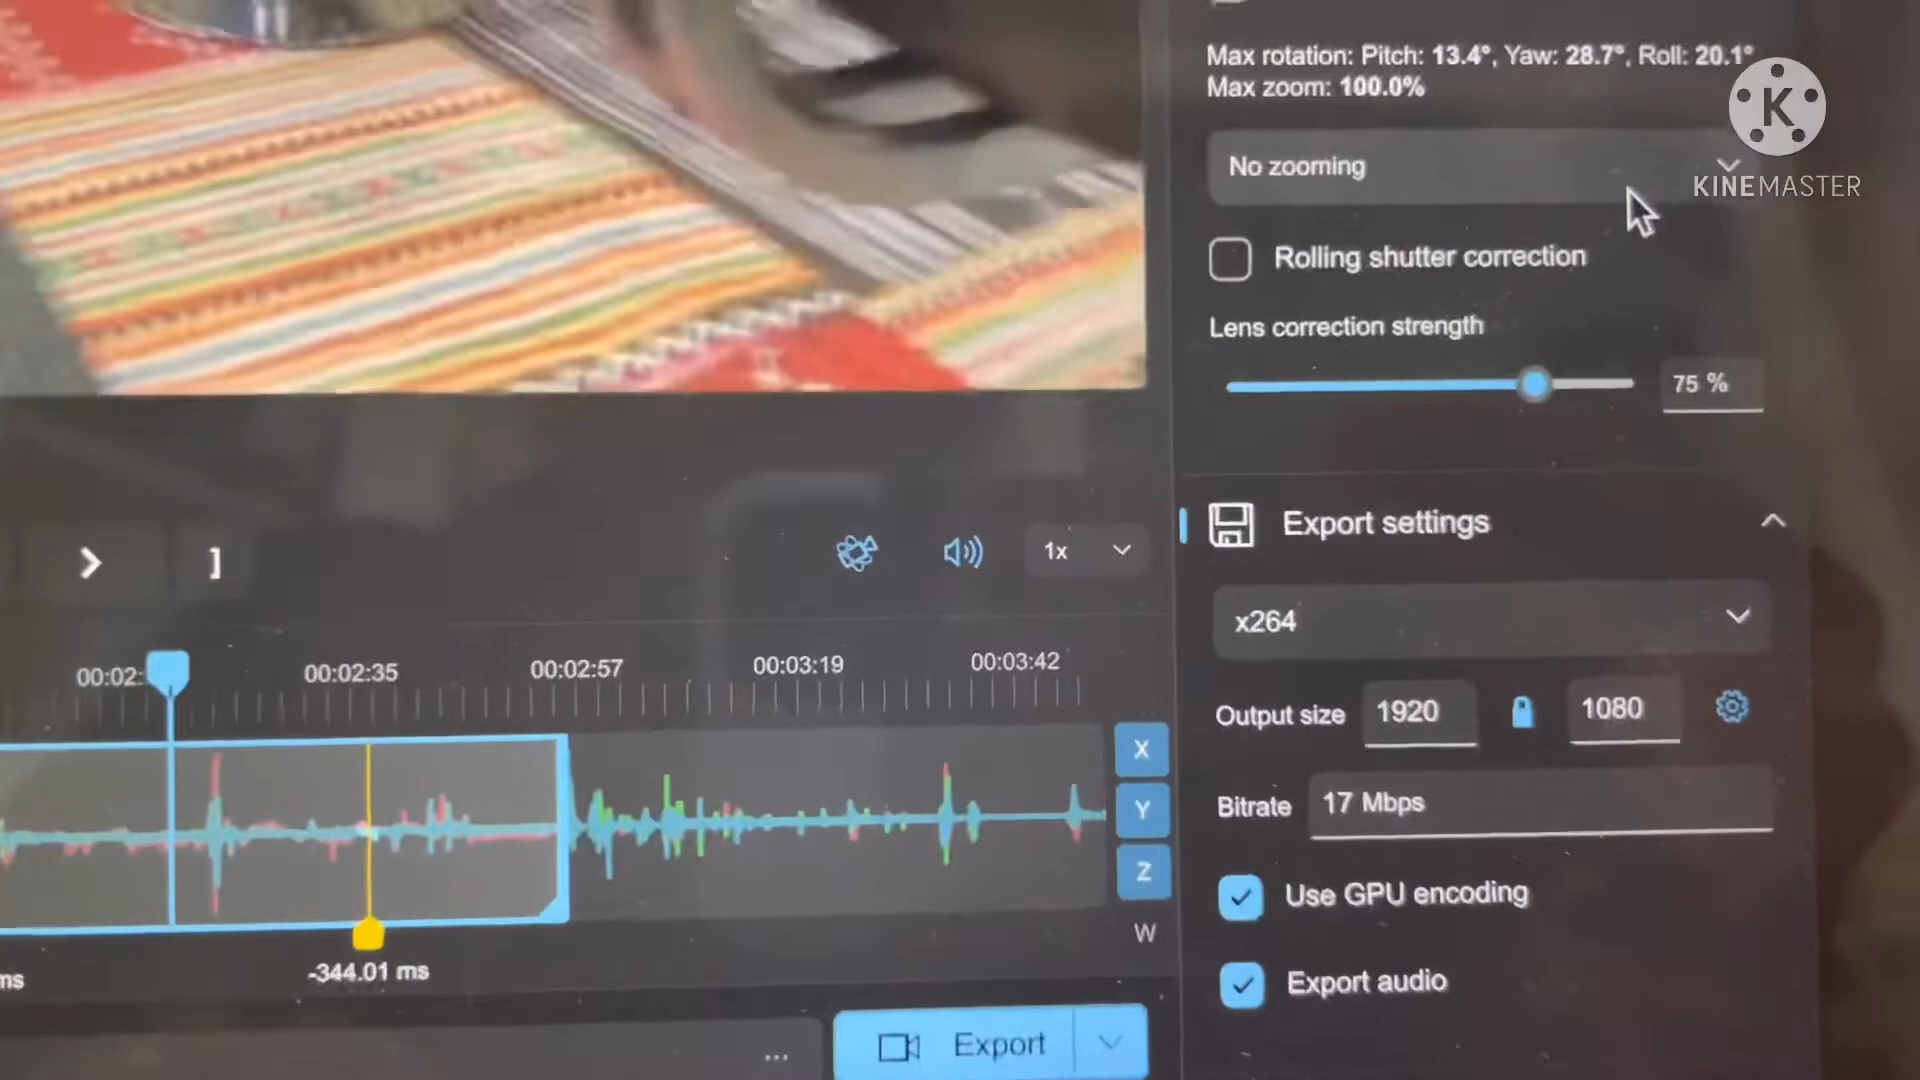 Max rotation: Pitch: 13.4°, Yaw: 28.7°, Roll: 20.1°
Max zoom: 100.0%
K
KINEMASTER
No zooming
Rolling shutter correction
Lens correction strength
75 %
Export settings
x264
Output size 1920 1080
Bitrate 17 Mbps
Use GPU encoding
Export audio
]
1x
00:02: 00:02:35 00:02:57 00:03:19 00:03:42
X
Y
Z
W
ms
-344.01 ms
...
Export